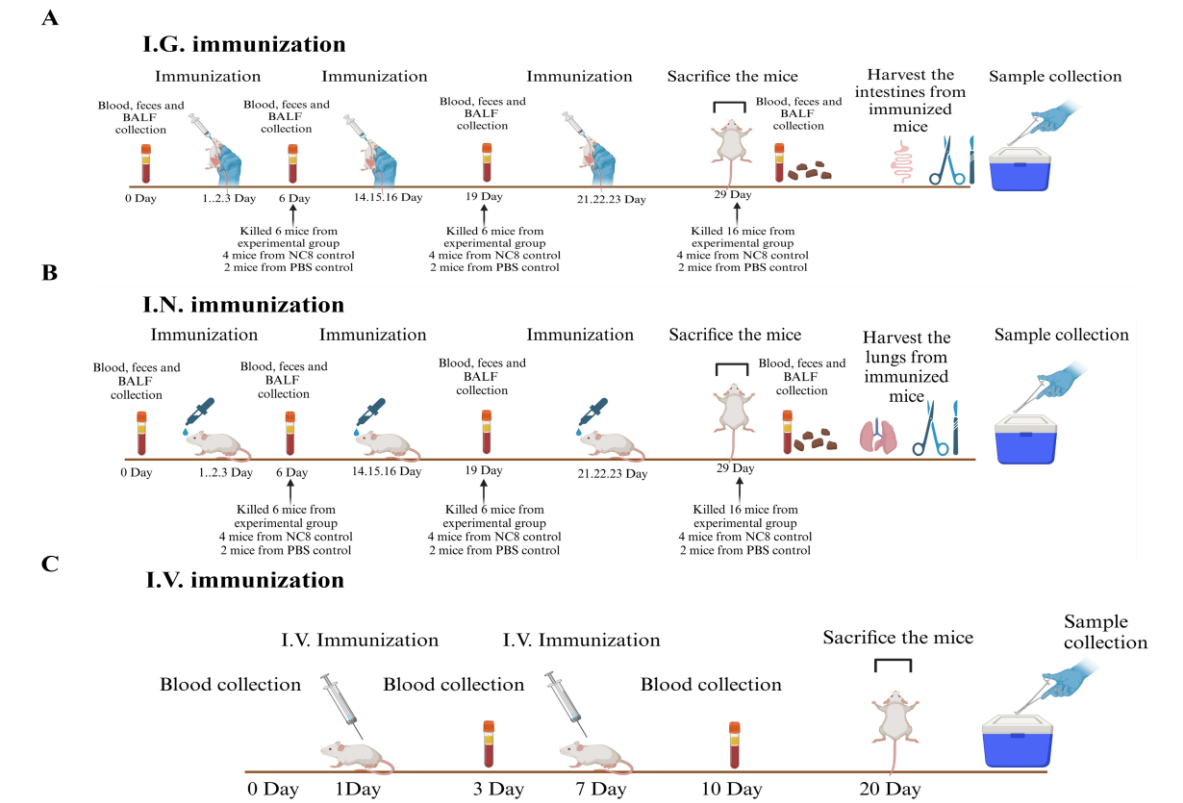 A
I.G. immunization
Immunization
Immunization
Immunization
Sacrifice the mice
Harvest the
intestines from
immunized
mice
Sample collection
Blood, feces and
BALF
collection
Blood, feces and
BALF
collection
Blood, feces and
BALF
collection
Blood, feces and
BALF
collection
0 Day
1..2.3 Day
6 Day
14.15.16 Day
19 Day
21.22.23 Day
29 Day
Killed 6 mice from
experimental group
4 mice from NC8 control
2 mice from PBS control
Killed 6 mice from
experimental group
4 mice from NC8 control
2 mice from PBS control
Killed 16 mice from
experimental group
4 mice from NC8 control
2 mice from PBS control
B
I.N. immunization
Immunization
Immunization
Immunization
Sacrifice the mice
Harvest the
lungs from
immunized
mice
Sample collection
Blood, feces and
BALF
collection
Blood, feces and
BALF
collection
Blood, feces and
BALF
collection
Blood, feces and
BALF
collection
0 Day
1..2.3 Day
6 Day
14.15.16 Day
19 Day
21.22.23 Day
29 Day
Killed 6 mice from
experimental group
4 mice from NC8 control
2 mice from PBS control
Killed 6 mice from
experimental group
4 mice from NC8 control
2 mice from PBS control
Killed 16 mice from
experimental group
4 mice from NC8 control
2 mice from PBS control
C
I.V. immunization
I.V. Immunization
I.V. Immunization
Sacrifice the mice
Sample
collection
Blood collection
Blood collection
Blood collection
0 Day
1Day
3 Day
7 Day
10 Day
20 Day